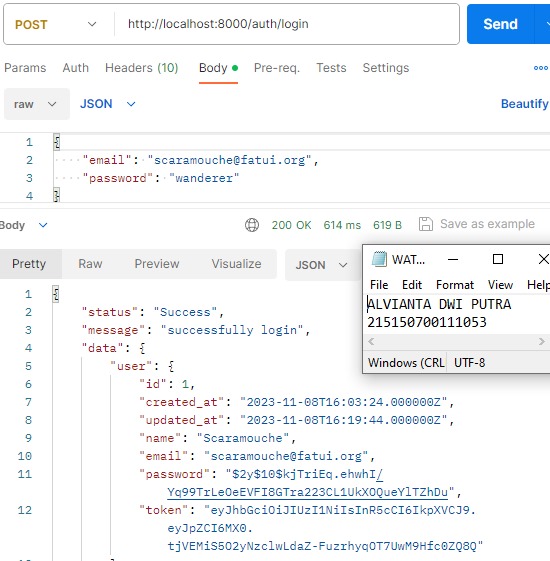 POST http://localhost:8000/auth/login Send
Params Auth Headers (10) Body Pre-req. Tests Settings
raw JSON Beautify
1 {
2 "email": "scaramouche@fatui.org",
3 "password": "wanderer"
4 }
Body 200 OK 614 ms 619 B Save as example
Pretty Raw Preview Visualize JSON
1 {
2 "status": "Success",
3 "message": "successfully login",
4 "data": {
5 "user": {
6 "id": 1,
7 "created_at": "2023-11-08T16:03:24.000000Z",
8 "updated_at": "2023-11-08T16:19:44.000000Z",
9 "name": "Scaramouche",
10 "email": "scaramouche@fatui.org",
11 "password": "$2y$10$kjTriEq.ehwhI/
Yq99TrLeOeEVFI8GTra223CL1UkXOQueYlTZhDu",
12 "token": "eyJhbGciOiJIUzI1NiIsInR5cCI6IkpXVCJ9.
eyJpZCI6MX0.
tjVEMiS5O2yNzclwLdaZ-FuzrhyqOT7UwM9Hfc0ZQ8Q"
WAT...
File Edit Format View Help
ALVIANTA DWI PUTRA
215150700111053
Windows (CRL UTF-8